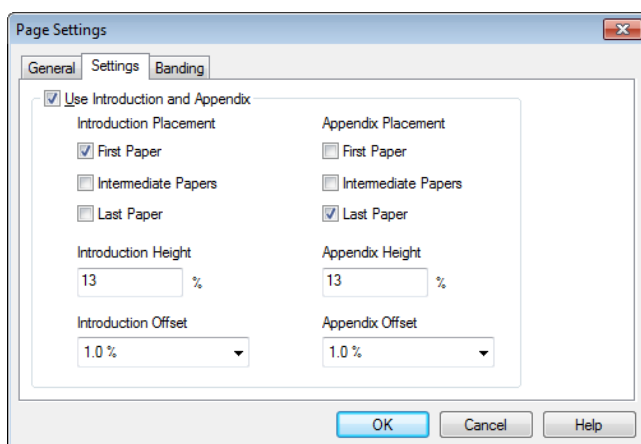 Page Settings
General Settings Banding
Use Introduction and Appendix
Introduction Placement Appendix Placement
First Paper First Paper
Intermediate Papers Intermediate Papers
Last Paper Last Paper
Introduction Height Appendix Height
13 % 13 %
Introduction Offset Appendix Offset
1.0 % 1.0 %
OK Cancel Help